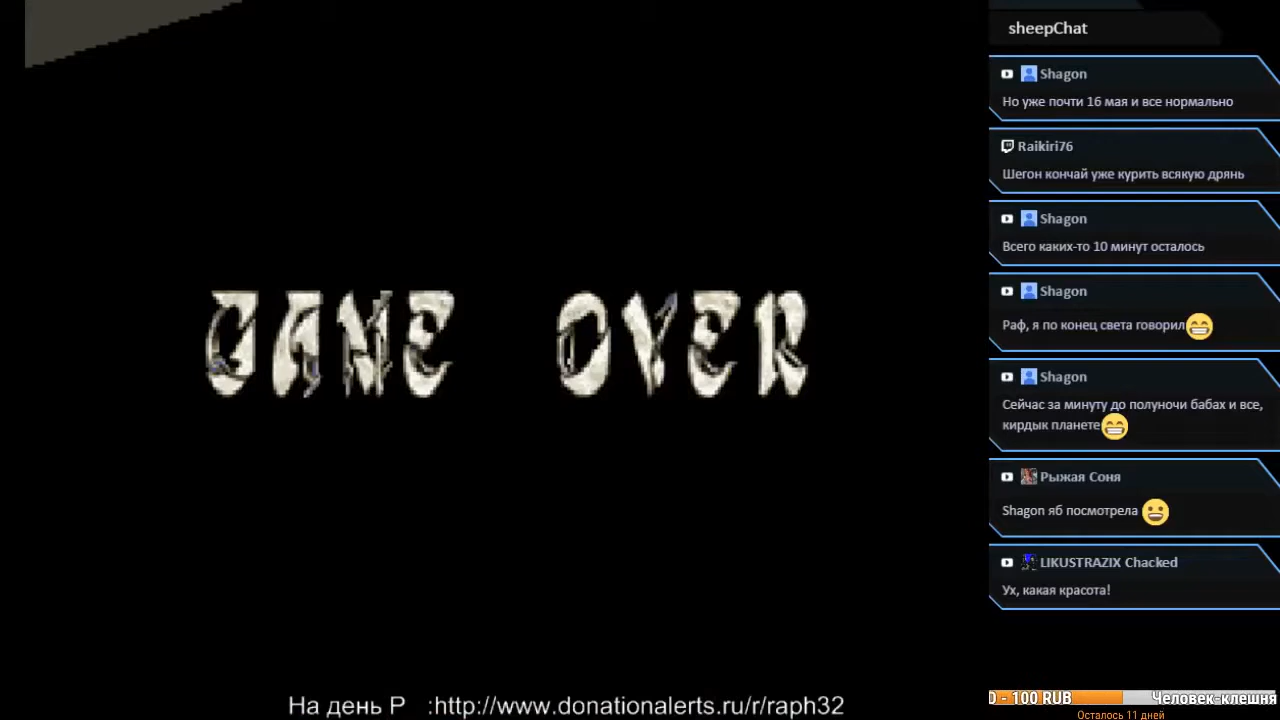 GAME OVER
sheepChat
Shagon
Но уже почти 16 мая и все нормально
Raikiri76
Шегон кончай уже курить всякую дрянь
Shagon
Всего каких-то 10 минут осталось
Shagon
Раф, я по конец света говорил
Shagon
Сейчас за минуту до полуночи бабах и все,
кирдык планете
Рыжая Соня
Shagon яб посмотрела
LIKUSTRAZIX Chacked
Ух, какая красота!
На день Р :http://www.donationalerts.ru/r/raph32
0 - 100 RUB
Человек-клешня
Осталось 11 дней